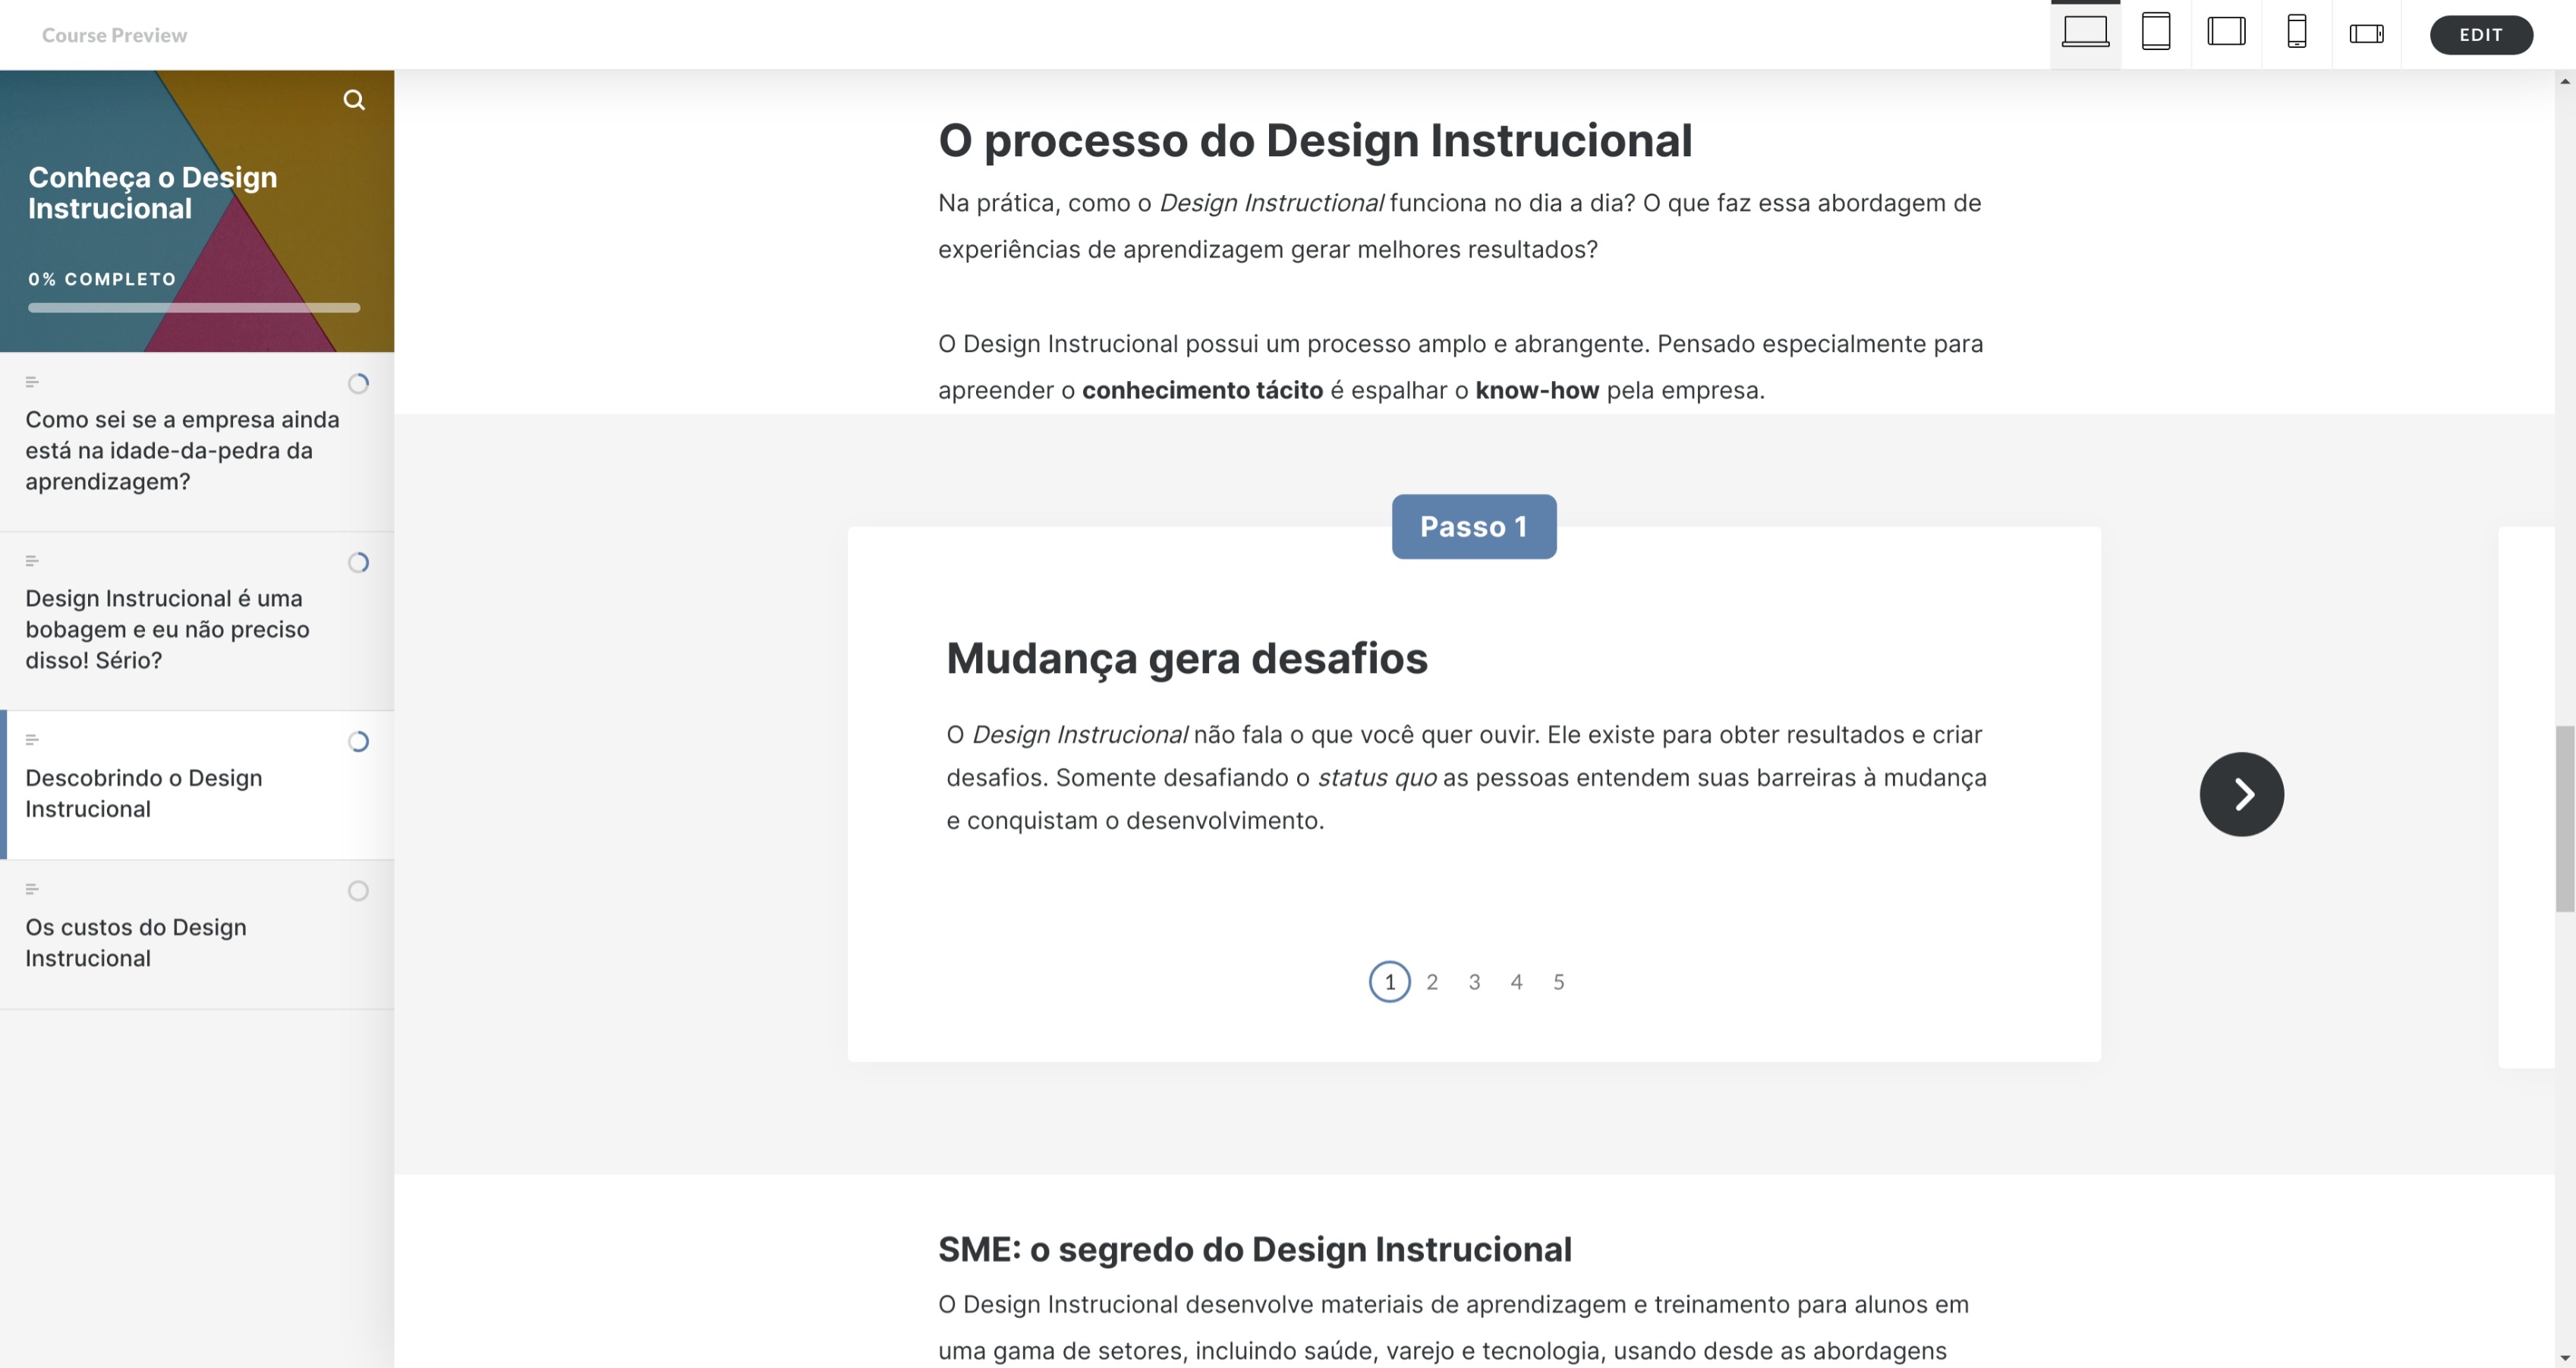 Course Preview
EDIT
Conheça o Design
Instrucional
0% COMPLETO
Como sei se a empresa ainda
está na idade-da-pedra da
aprendizagem?
Design Instrucional é uma
bobagem e eu não preciso
disso! Sério?
Descobrindo o Design
Instrucional
Os custos do Design
Instrucional
O processo do Design Instrucional
Na prática, como o Design Instructional funciona no dia a dia? O que faz essa abordagem de
experiências de aprendizagem gerar melhores resultados?
O Design Instrucional possui um processo amplo e abrangente. Pensado especialmente para
apreender o conhecimento tácito é espalhar o know-how pela empresa.
Passo 1
Mudança gera desafios
O Design Instrucional não fala o que você quer ouvir. Ele existe para obter resultados e criar
desafios. Somente desafiando o status quo as pessoas entendem suas barreiras à mudança
e conquistam o desenvolvimento.
1 2 3 4 5
SME: o segredo do Design Instrucional
O Design Instrucional desenvolve materiais de aprendizagem e treinamento para alunos em
uma gama de setores, incluindo saúde, varejo e tecnologia, usando desde as abordagens